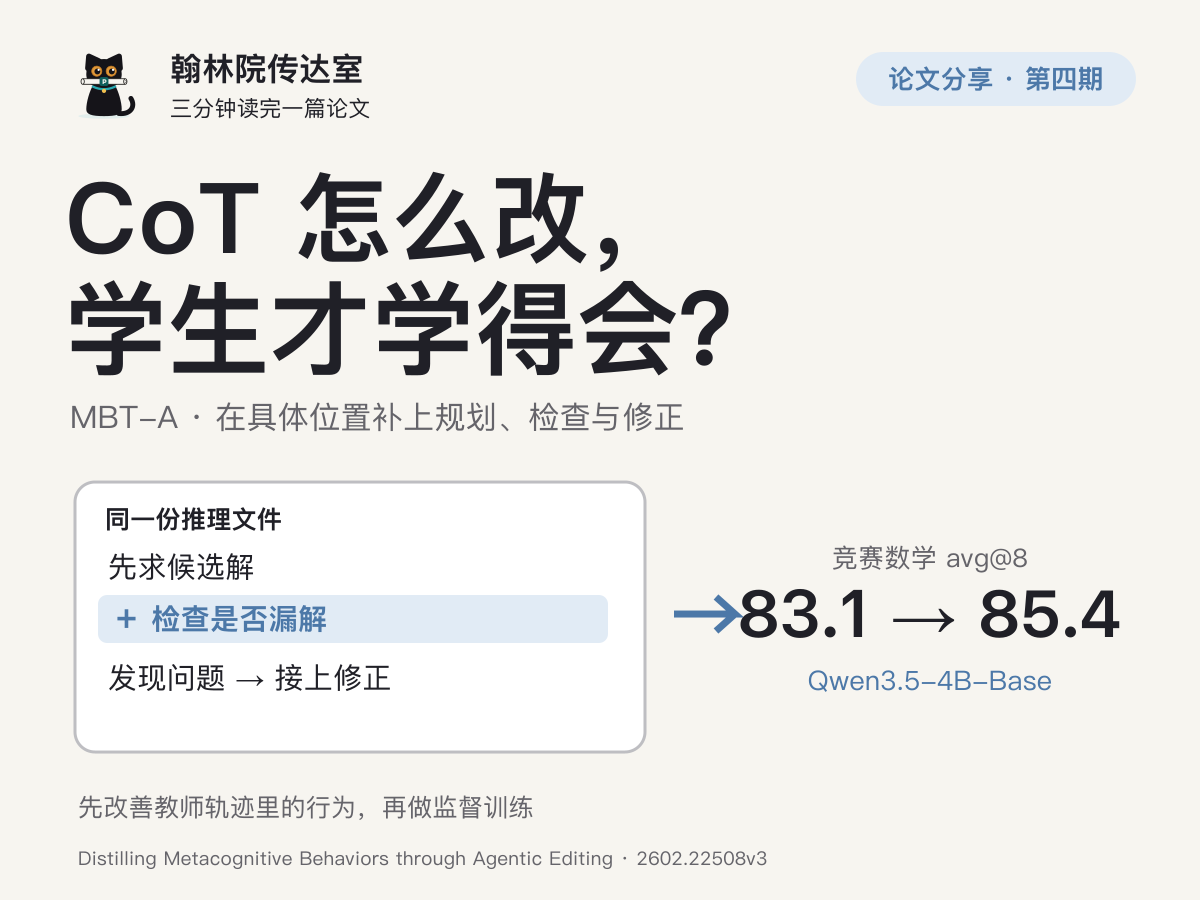 翰林院传达室
三分钟读完一篇论文
论文分享 · 第四期
CoT 怎么改，
学生才学得会?
MBT–A · 在具体位置补上规划、检查与修正
同一份推理文件
先求候选解
+ 检查是否漏解
发现问题 → 接上修正
竞赛数学 avg@8
83.1 → 85.4
Qwen3.5–4B–Base
先改善教师轨迹里的行为，再做监督训练
Distilling Metacognitive Behaviors through Agentic Editing · 2602.22508v3